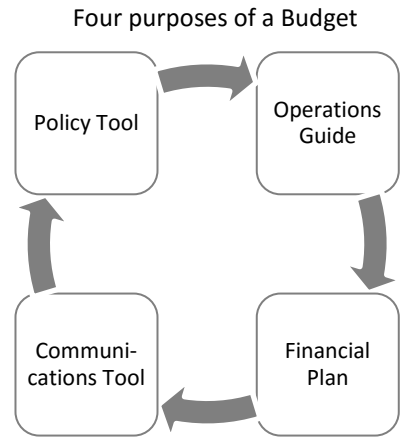 Four purposes of a Budget
Policy Tool
Operations
Guide
Communi-
cations Tool
Financial
Plan